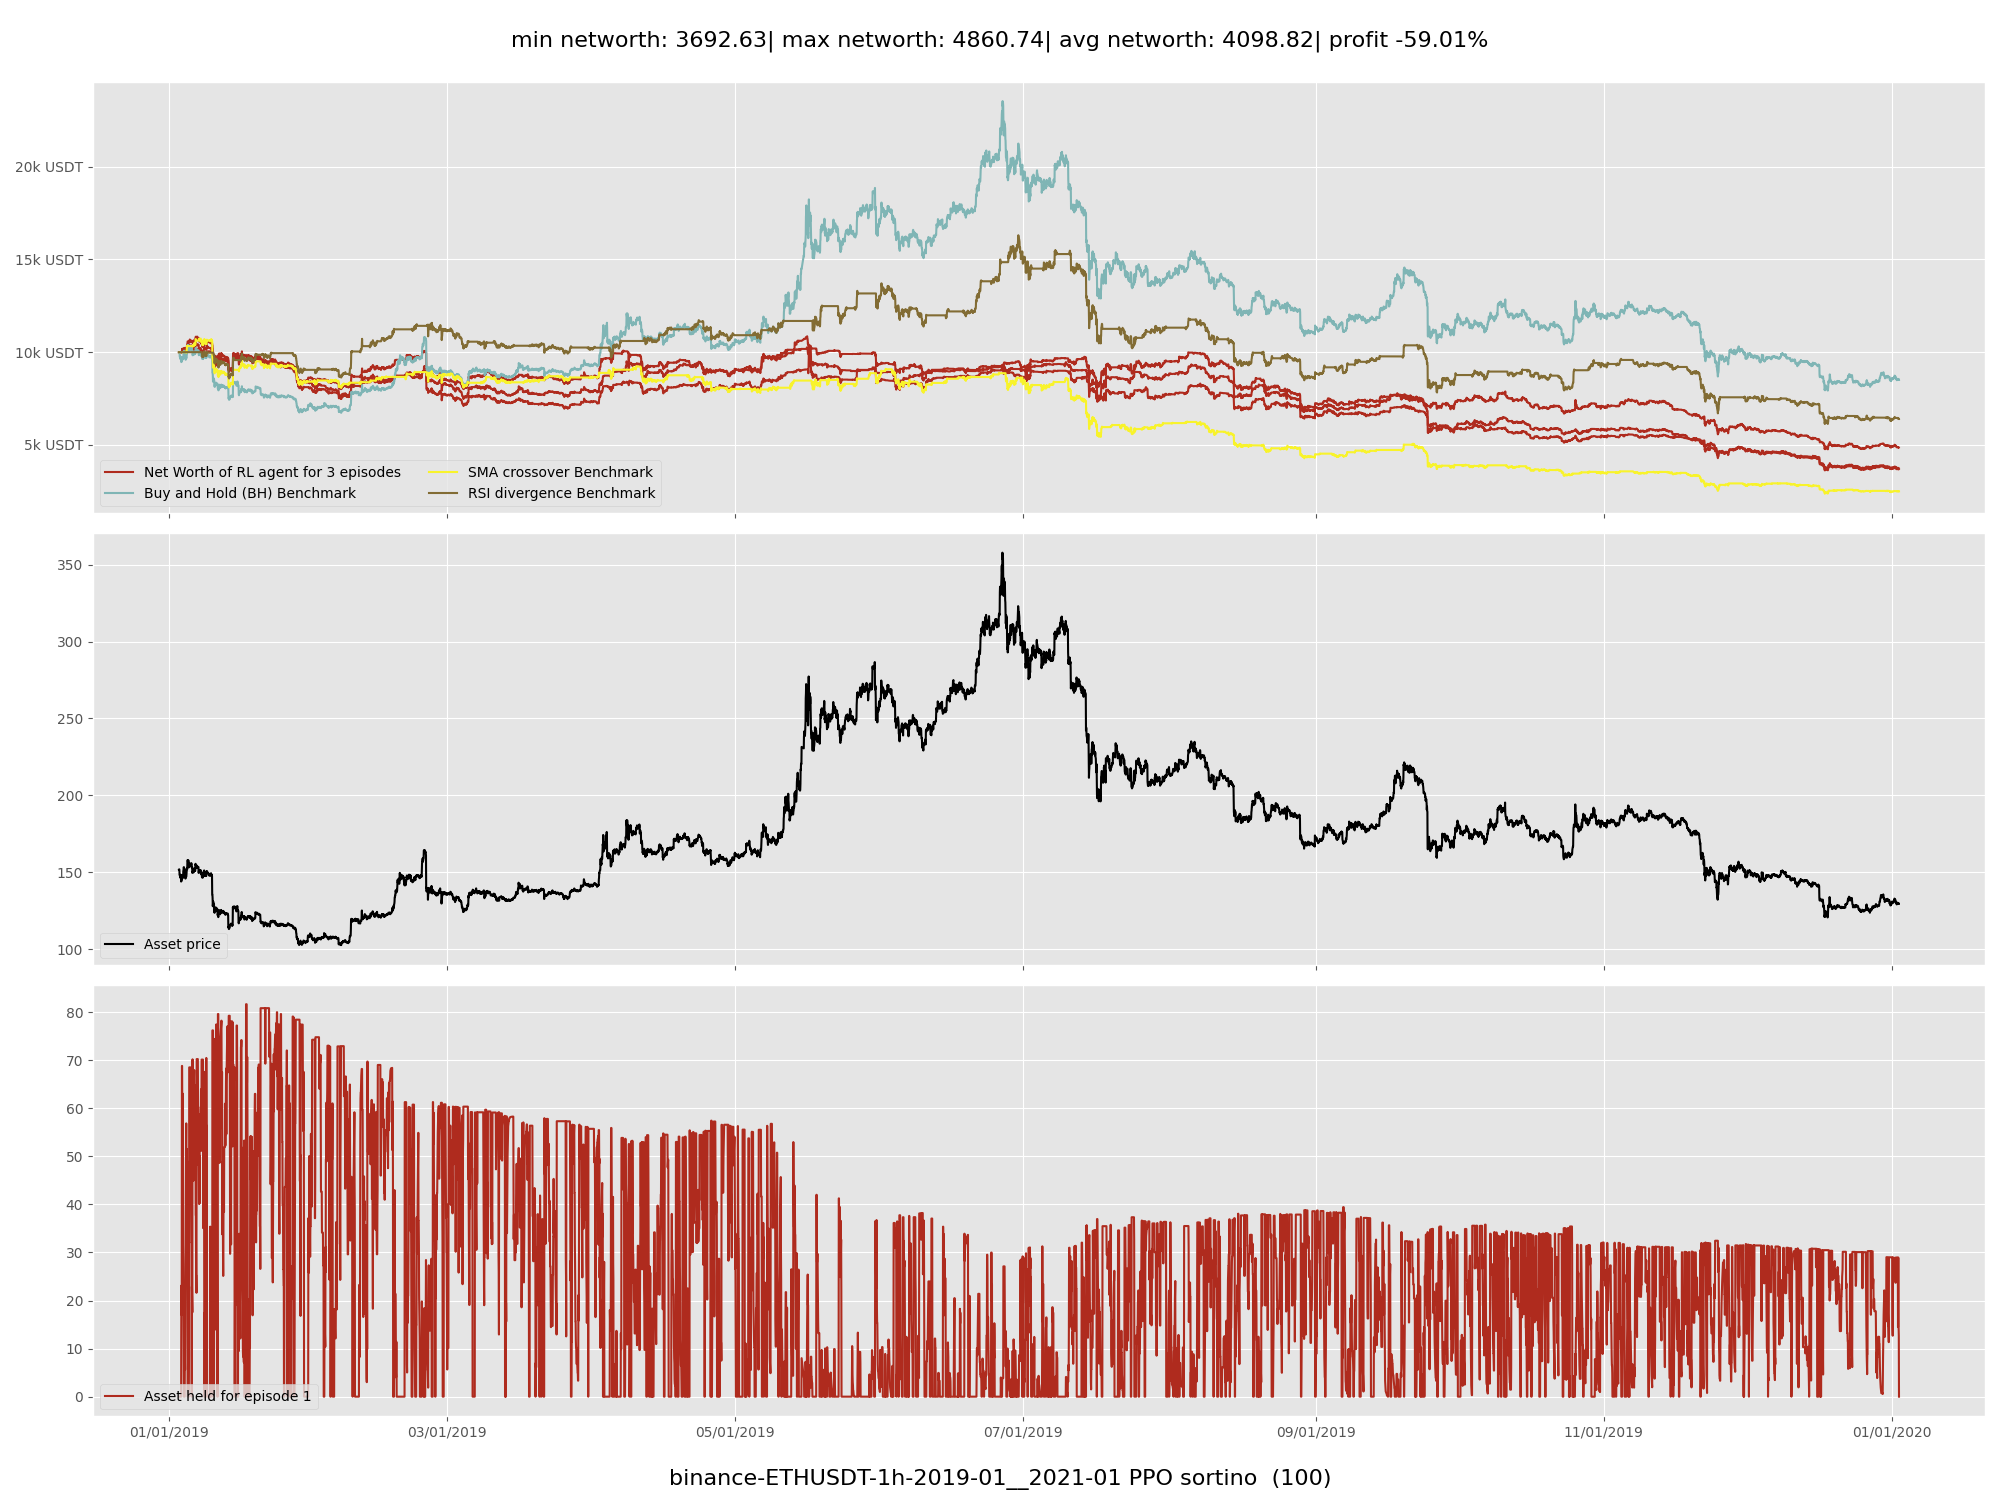 min networth: 3692.63| max networth: 4860.74| avg networth: 4098.82| profit -59.01%
20k USDT
15k USDT
10k USDT
5k USDT
Net Worth of RL agent for 3 episodes
Buy and Hold (BH) Benchmark
SMA crossover Benchmark
RSI divergence Benchmark
350
300
250
200
150
100
Asset price
80
70
60
50
40
30
20
10
0
Asset held for episode 1
01/01/2019 03/01/2019 05/01/2019 07/01/2019 09/01/2019 11/01/2019 01/01/2020
binance-ETHUSDT-1h-2019-01__2021-01 PPO sortino (100)